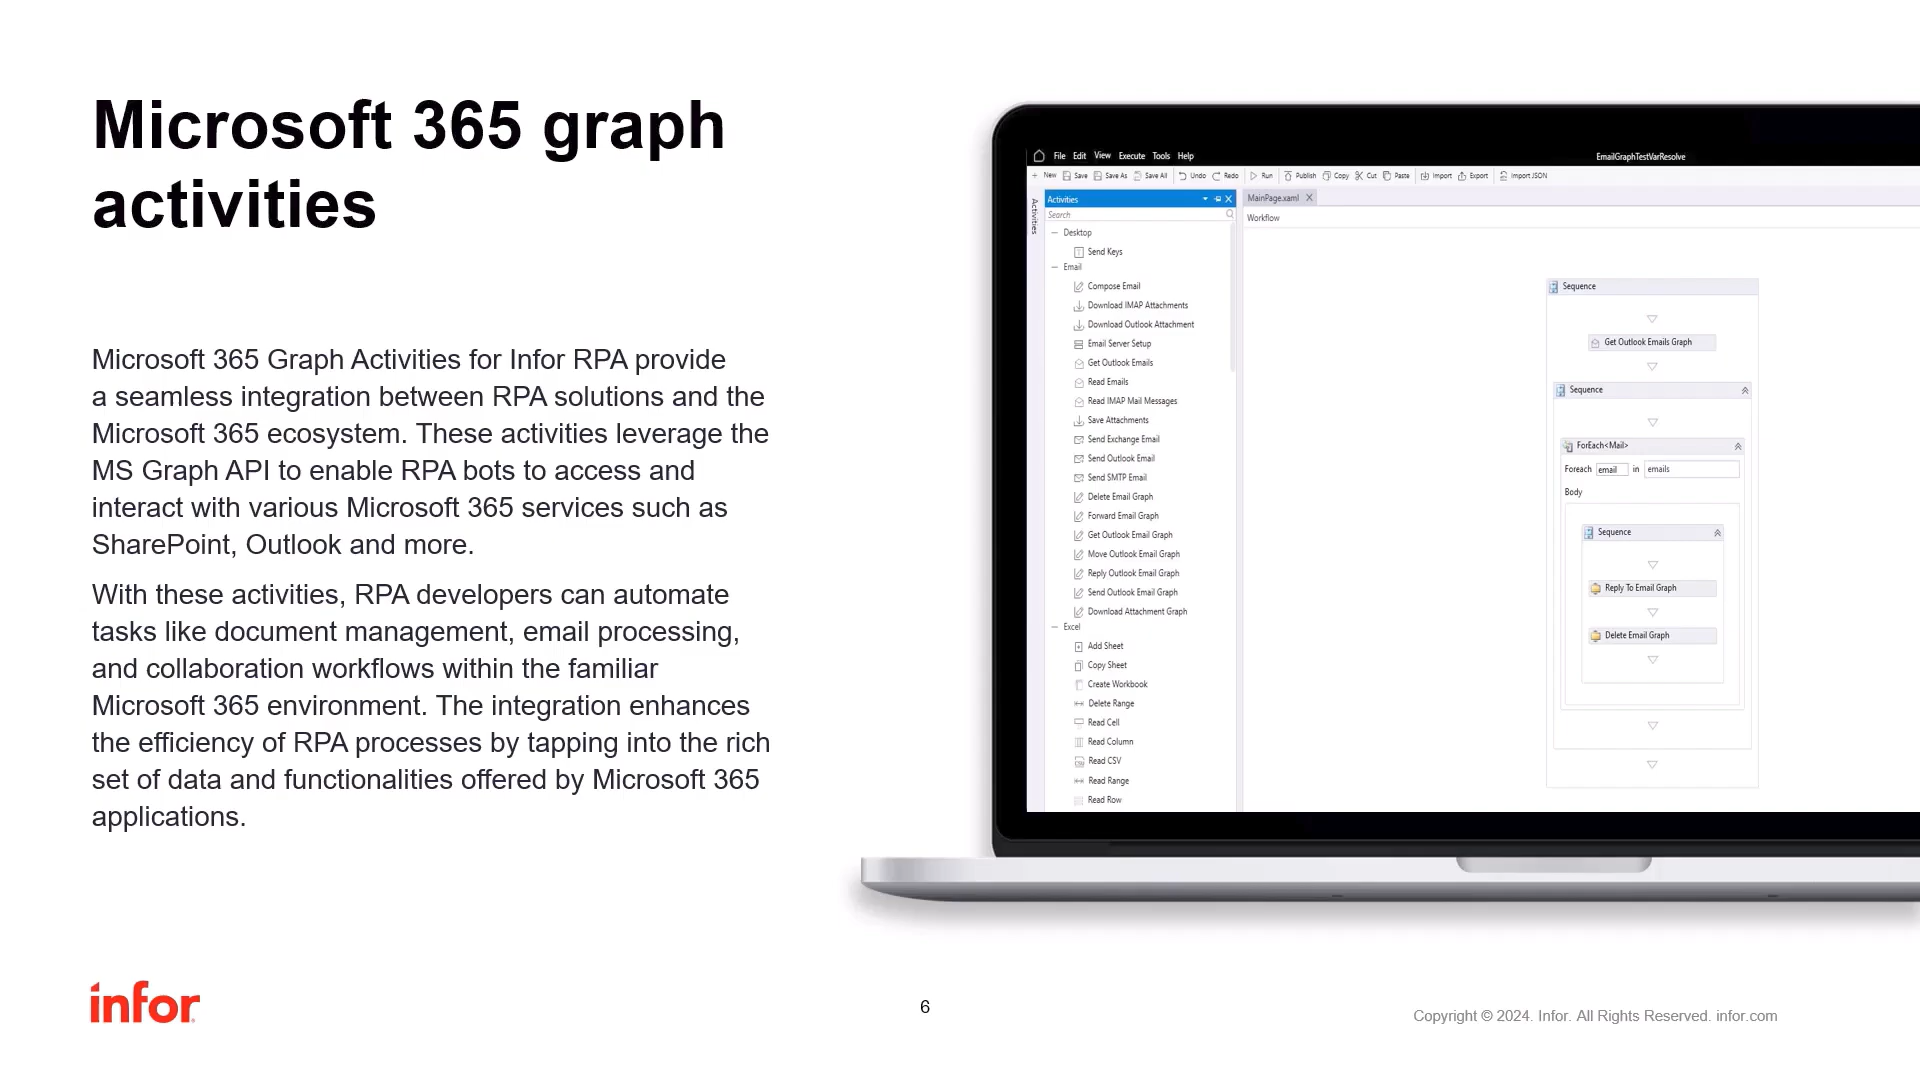 Microsoft 365 graph
activities
Microsoft 365 Graph Activities for Infor RPA provide
a seamless integration between RPA solutions and the
Microsoft 365 ecosystem. These activities leverage the
MS Graph API to enable RPA bots to access and
interact with various Microsoft 365 services such as
SharePoint, Outlook and more.
With these activities, RPA developers can automate
tasks like document management, email processing,
and collaboration workflows within the familiar
Microsoft 365 environment. The integration enhances
the efficiency of RPA processes by tapping into the rich
set of data and functionalities offered by Microsoft 365
applications.
File Edit View Execute Tools Help
EmailGraphTestVarResolve
New Save Save As Save All Undo Redo Run Publish Copy Cut Paste Import Export Import JSON
Activities
Activities
Search
Desktop
Send Keys
Email
Compose Email
Download IMAP Attachments
Download Outlook Attachment
Email Server Setup
Get Outlook Emails
Read Emails
Read IMAP Mail Messages
Save Attachments
Send Exchange Email
Send Outlook Email
Send SMTP Email
Delete Email Graph
Forward Email Graph
Get Outlook Email Graph
Move Outlook Email Graph
Reply Outlook Email Graph
Send Outlook Email Graph
Download Attachment Graph
Excel
Add Sheet
Copy Sheet
Create Workbook
Delete Range
Read Cell
Read Column
Read CSV
Read Range
Read Row
MainPage.xaml
Workflow
Sequence
Get Outlook Emails Graph
Sequence
ForEach<Mail>
Foreach email in emails
Body
Sequence
Reply To Email Graph
Delete Email Graph
infor
6
Copyright © 2024. Infor. All Rights Reserved. infor.com